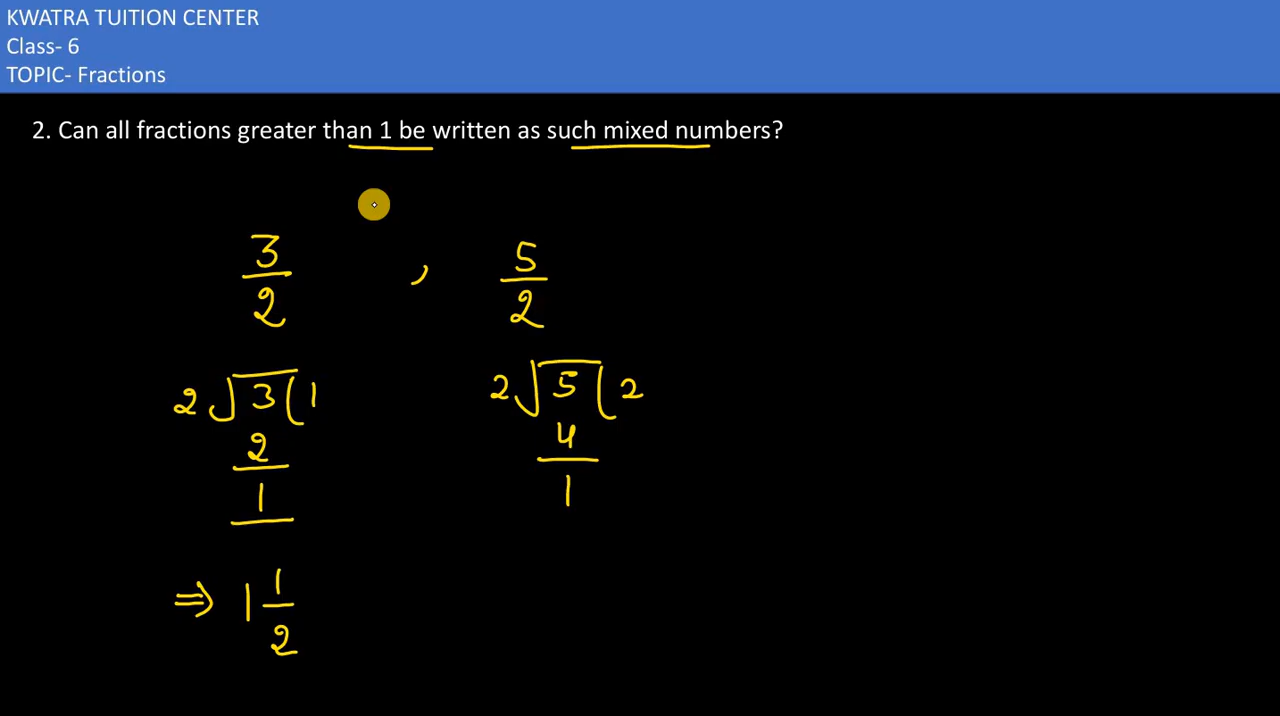 KWATRA TUITION CENTER
Class- 6
TOPIC- Fractions
2. Can all fractions greater than 1 be written as such mixed numbers?
3/2 , 5/2
2 √3 ( 1
2
1
2 √5 ( 2
4
1
⇒ 1 1/2